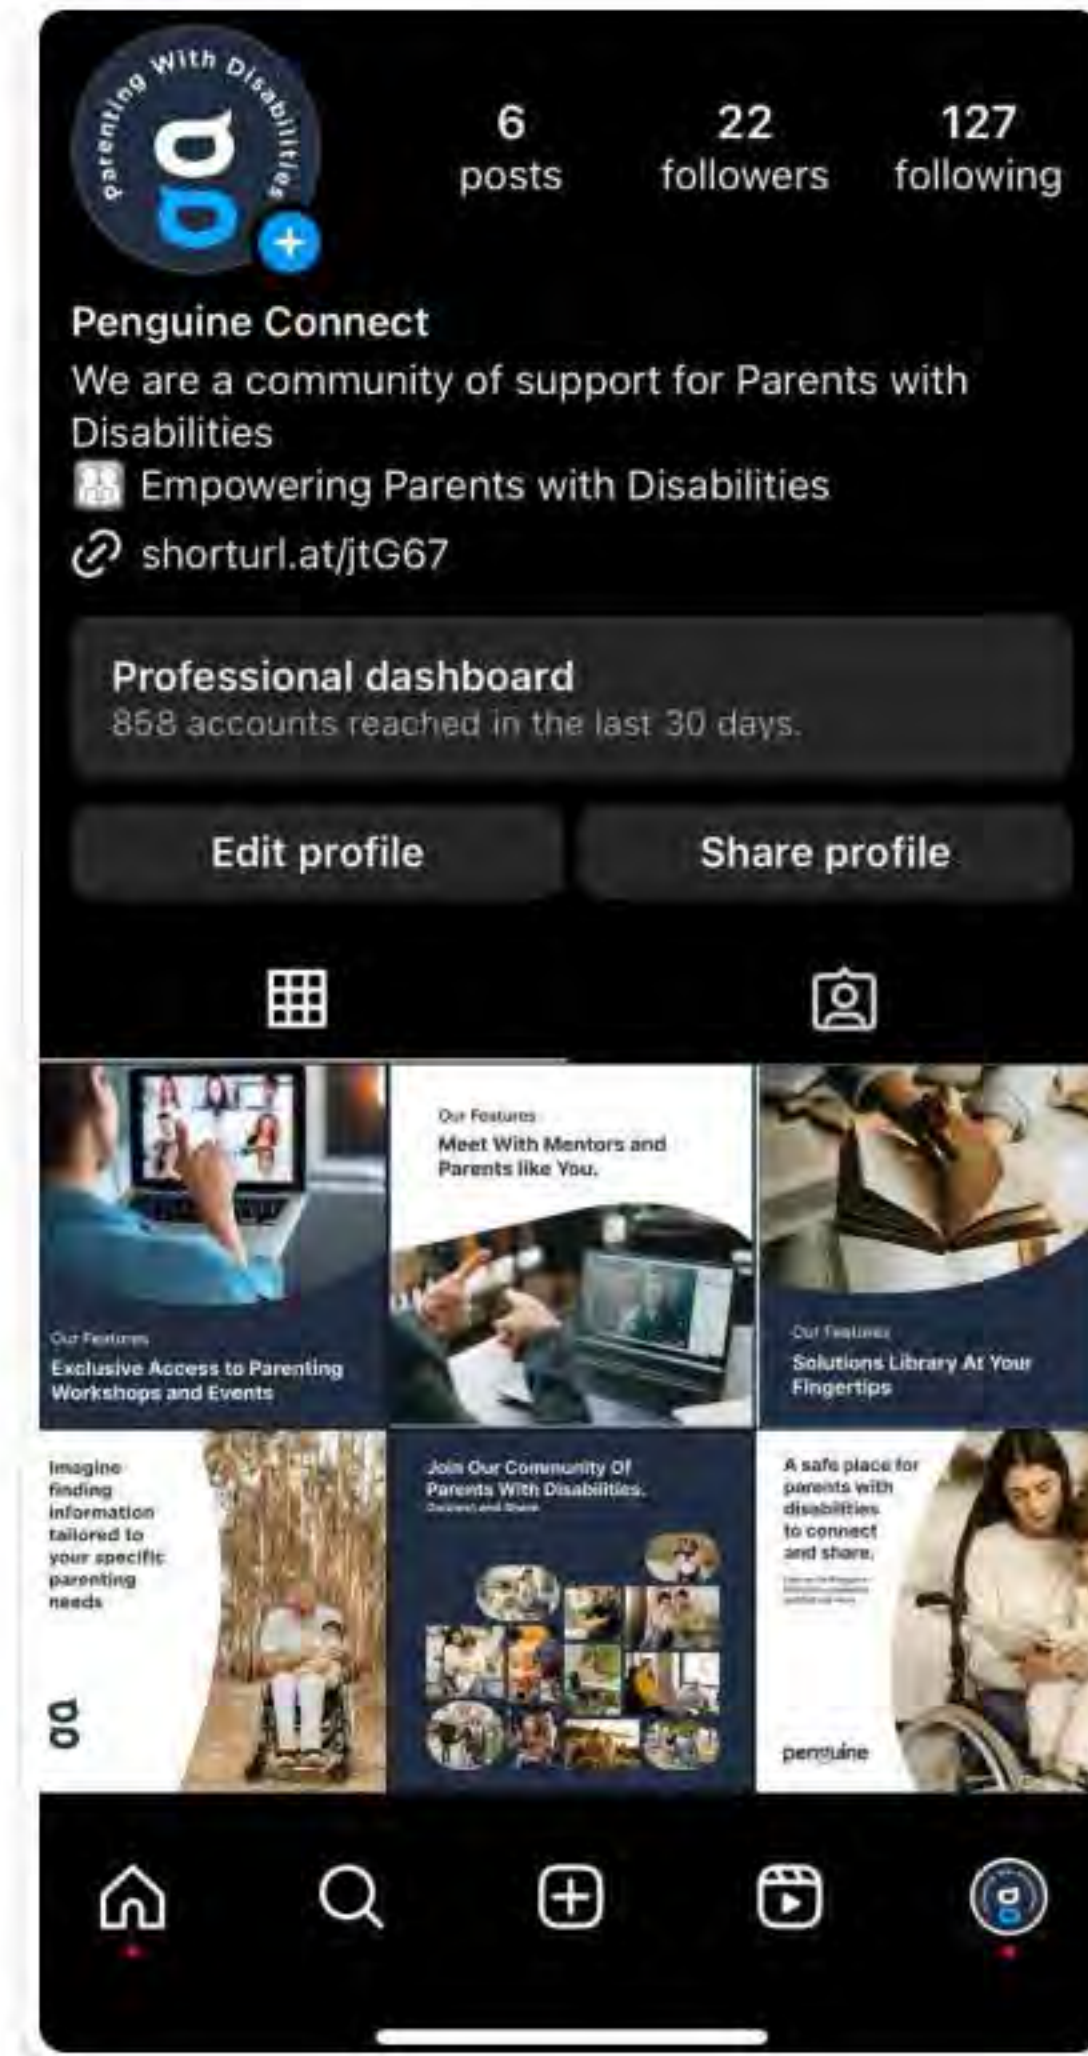 Parenting With Disabilities
6
22
127
posts
followers
following
Penguine Connect
We are a community of support for Parents with
Disabilities
Empowering Parents with Disabilities
shorturl.at/jtG67
Professional dashboard
858 accounts reached in the last 30 days.
Edit profile
Share profile
Our Features
Exclusive Access to Parenting
Workshops and Events
Our Features
Meet With Mentors and
Parents like You.
Our Features
Solutions Library At Your
Fingertips
Imagine
finding
information
tailored to
your specific
parenting
needs
Join Our Community Of
Parents With Disabilities.
Connect and Share
A safe place for
parents with
disabilities
to connect
and share.
penguine